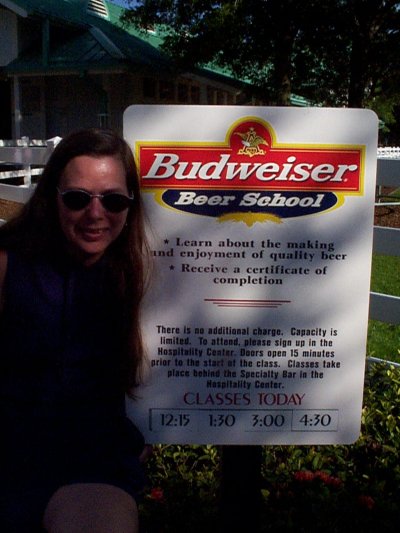 Budweiser
Beer School
* Learn about the making
and enjoyment of quality beer
* Receive a certificate of
completion
There is no additional charge. Capacity is
limited. To attend, please sign up in the
Hospitality Center. Doors open 15 minutes
prior to the start of the class. Classes take
place behind the Specialty Bar in the
Hospitality Center.
CLASSES TODAY
12:15 1:30 3:00 4:30